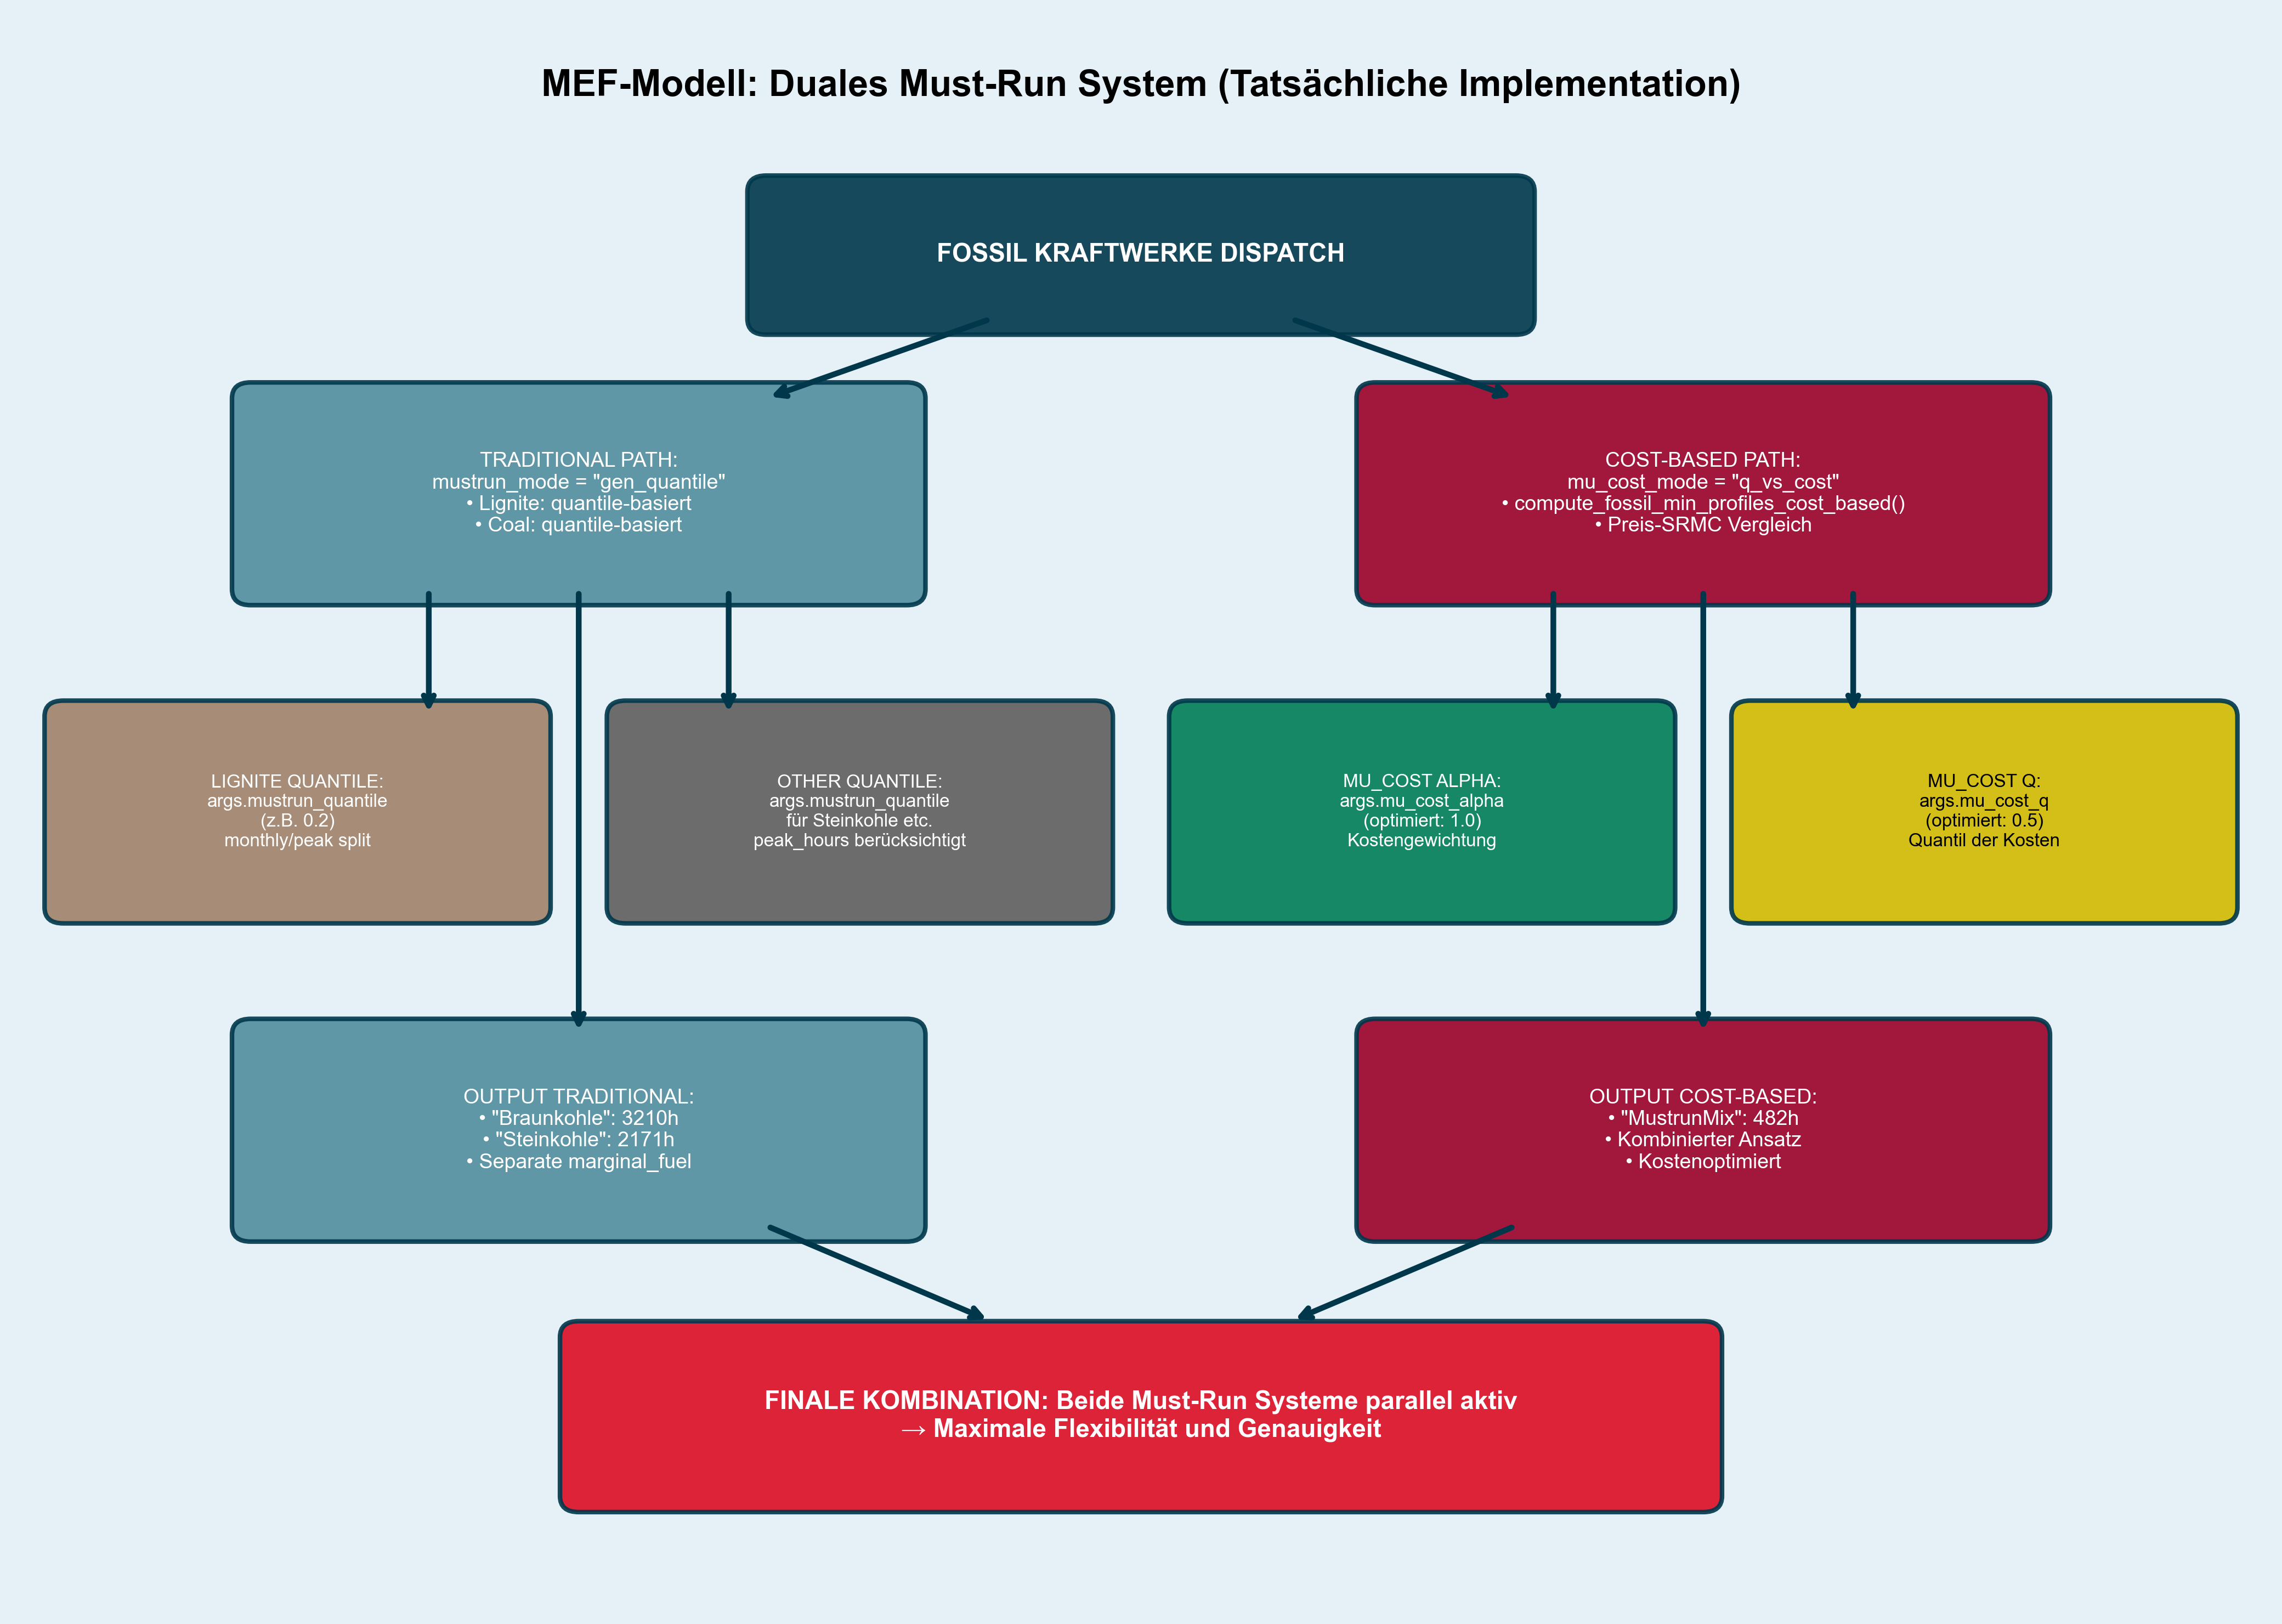 MEF-Modell: Duales Must-Run System (Tatsächliche Implementation)
FOSSIL KRAFTWERKE DISPATCH
TRADITIONAL PATH:
mustrun_mode = "gen_quantile"
• Lignite: quantile-basiert
• Coal: quantile-basiert
COST-BASED PATH:
mu_cost_mode = "q_vs_cost"
• compute_fossil_min_profiles_cost_based()
• Preis-SRMC Vergleich
LIGNITE QUANTILE:
args.mustrun_quantile
(z.B. 0.2)
monthly/peak split
OTHER QUANTILE:
args.mustrun_quantile
für Steinkohle etc.
peak_hours berücksichtigt
MU_COST ALPHA:
args.mu_cost_alpha
(optimiert: 1.0)
Kostengewichtung
MU_COST Q:
args.mu_cost_q
(optimiert: 0.5)
Quantil der Kosten
OUTPUT TRADITIONAL:
• "Braunkohle": 3210h
• "Steinkohle": 2171h
• Separate marginal_fuel
OUTPUT COST-BASED:
• "MustrunMix": 482h
• Kombinierter Ansatz
• Kostenoptimiert
FINALE KOMBINATION: Beide Must-Run Systeme parallel aktiv
→ Maximale Flexibilität und Genauigkeit